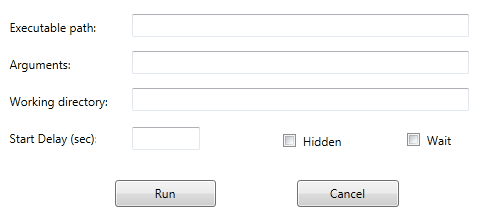 Executable path:
Arguments:
Working directory:
Start Delay (sec): Hidden Wait
Run Cancel